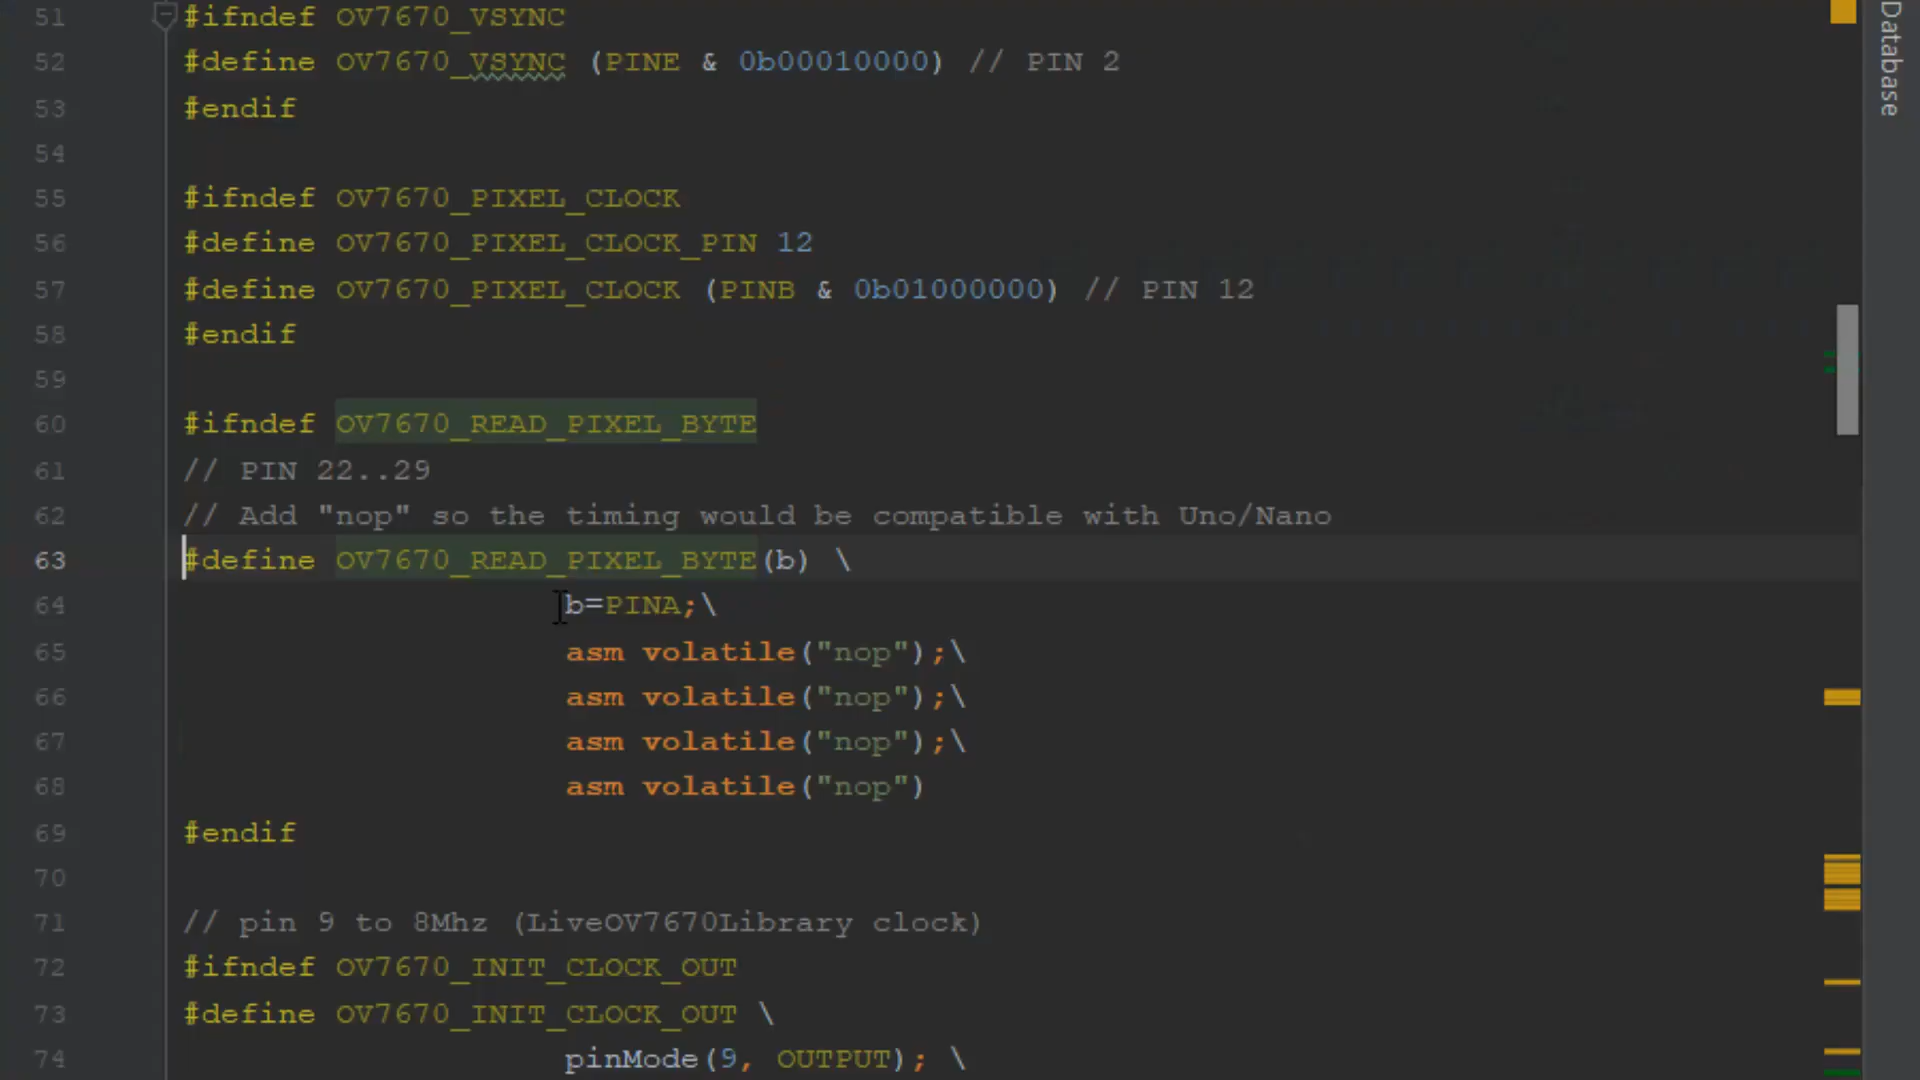 51 #ifndef OV7670_VSYNC
52 #define OV7670_VSYNC (PINE & 0b00010000) // PIN 2
53 #endif
54
55 #ifndef OV7670_PIXEL_CLOCK
56 #define OV7670_PIXEL_CLOCK_PIN 12
57 #define OV7670_PIXEL_CLOCK (PINB & 0b01000000) // PIN 12
58 #endif
59
60 #ifndef OV7670_READ_PIXEL_BYTE
61 // PIN 22..29
62 // Add "nop" so the timing would be compatible with Uno/Nano
63 #define OV7670_READ_PIXEL_BYTE(b) \
64 b=PINA;\
65 asm volatile("nop");\
66 asm volatile("nop");\
67 asm volatile("nop");\
68 asm volatile("nop")
69 #endif
70
71 // pin 9 to 8Mhz (LiveOV7670Library clock)
72 #ifndef OV7670_INIT_CLOCK_OUT
73 #define OV7670_INIT_CLOCK_OUT \
74 pinMode(9, OUTPUT); \
Database